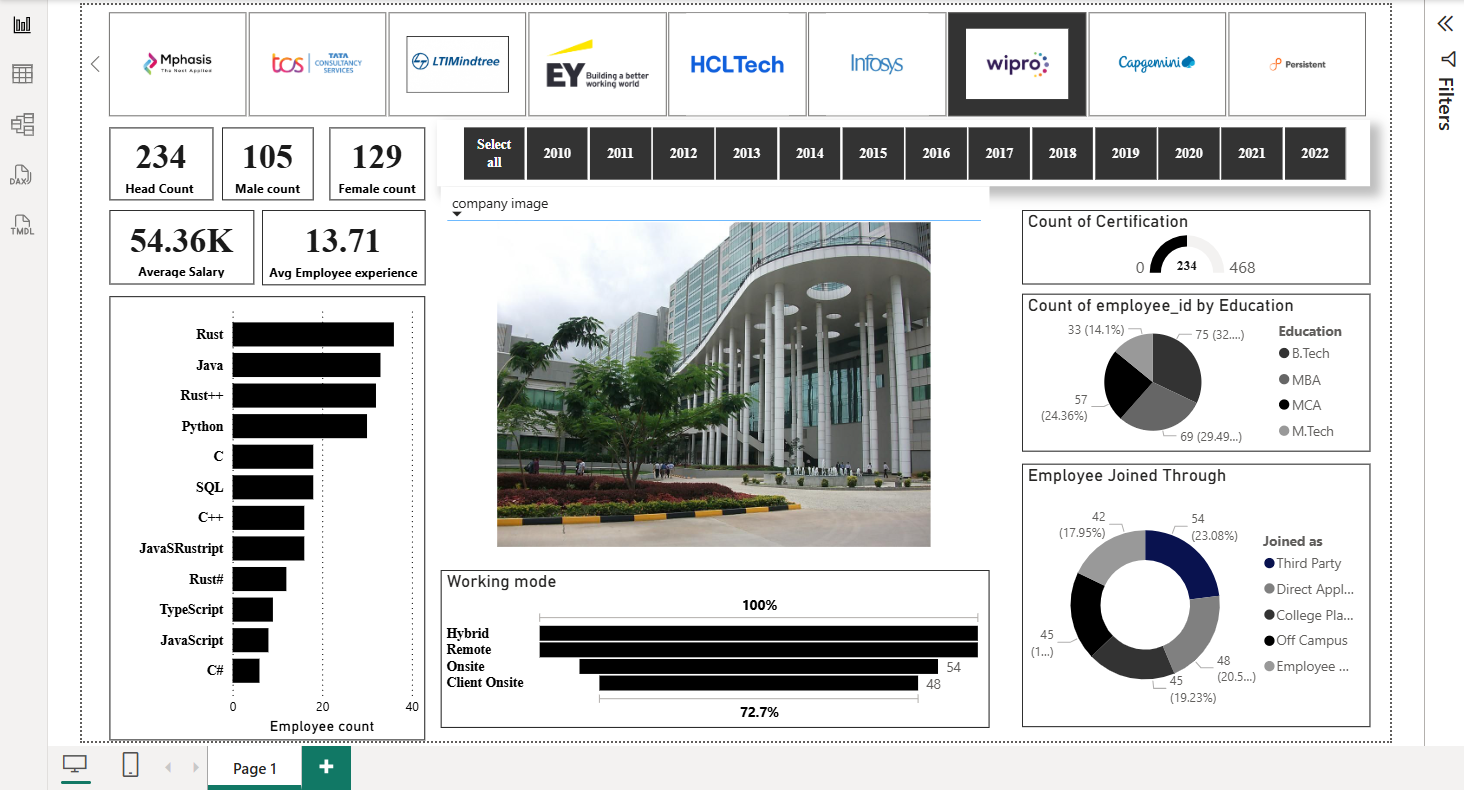 Mphasis
The Next Applied
tcs TATA CONSULTANCY SERVICES
LTIMindtree
EY Building a better working world
HCLTech
Infosys
wipro
Capgemini
Persistent
Filters
DAX
TMDL
234
Head Count
105
Male count
129
Female count
Select all
2010
2011
2012
2013
2014
2015
2016
2017
2018
2019
2020
2021
2022
54.36K
Average Salary
13.71
Avg Employee experience
company image
Count of Certification
0
234
468
Rust
Java
Rust++
Python
C
SQL
C++
JavaSRustript
Rust#
TypeScript
JavaScript
C#
0
20
40
Employee count
Working mode
100%
Hybrid
Remote
Onsite
54
Client Onsite
48
72.7%
Count of employee_id by Education
33 (14.1%)
75 (32....)
57
(24.36%)
69 (29.49...)
Education
B.Tech
MBA
MCA
M.Tech
Employee Joined Through
42
(17.95%)
54
(23.08%)
45
(1...)
48
(20.5...)
45
(19.23%)
Joined as
Third Party
Direct Appl...
College Pla...
Off Campus
Employee ...
Page 1